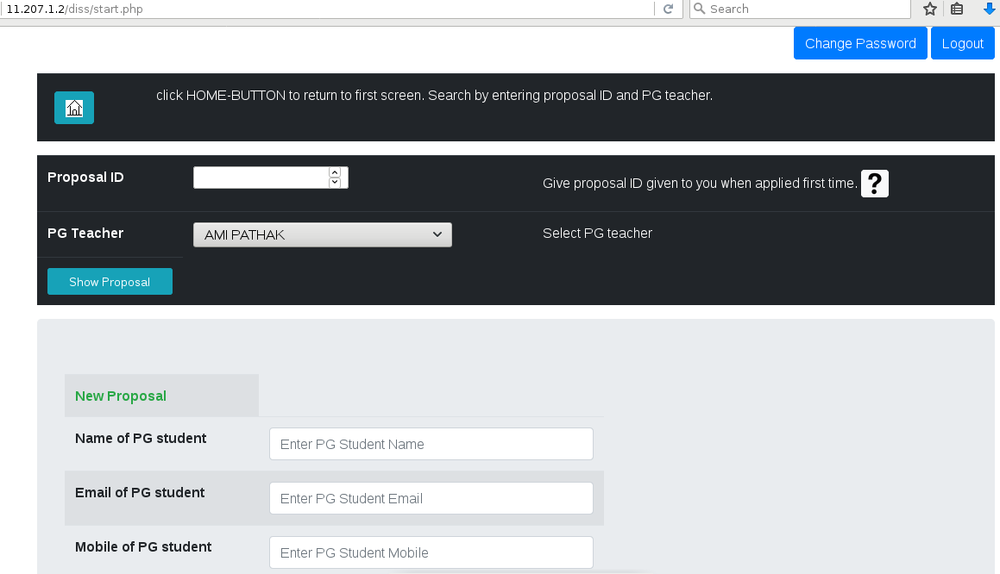 11.207.1.2/diss/start.php
Search
Change Password
Logout
click HOME-BUTTON to return to first screen. Search by entering proposal ID and PG teacher.
Proposal ID
Give proposal ID given to you when applied first time. ?
PG Teacher
AMI PATHAK
Select PG teacher
Show Proposal
New Proposal
Name of PG student
Enter PG Student Name
Email of PG student
Enter PG Student Email
Mobile of PG student
Enter PG Student Mobile